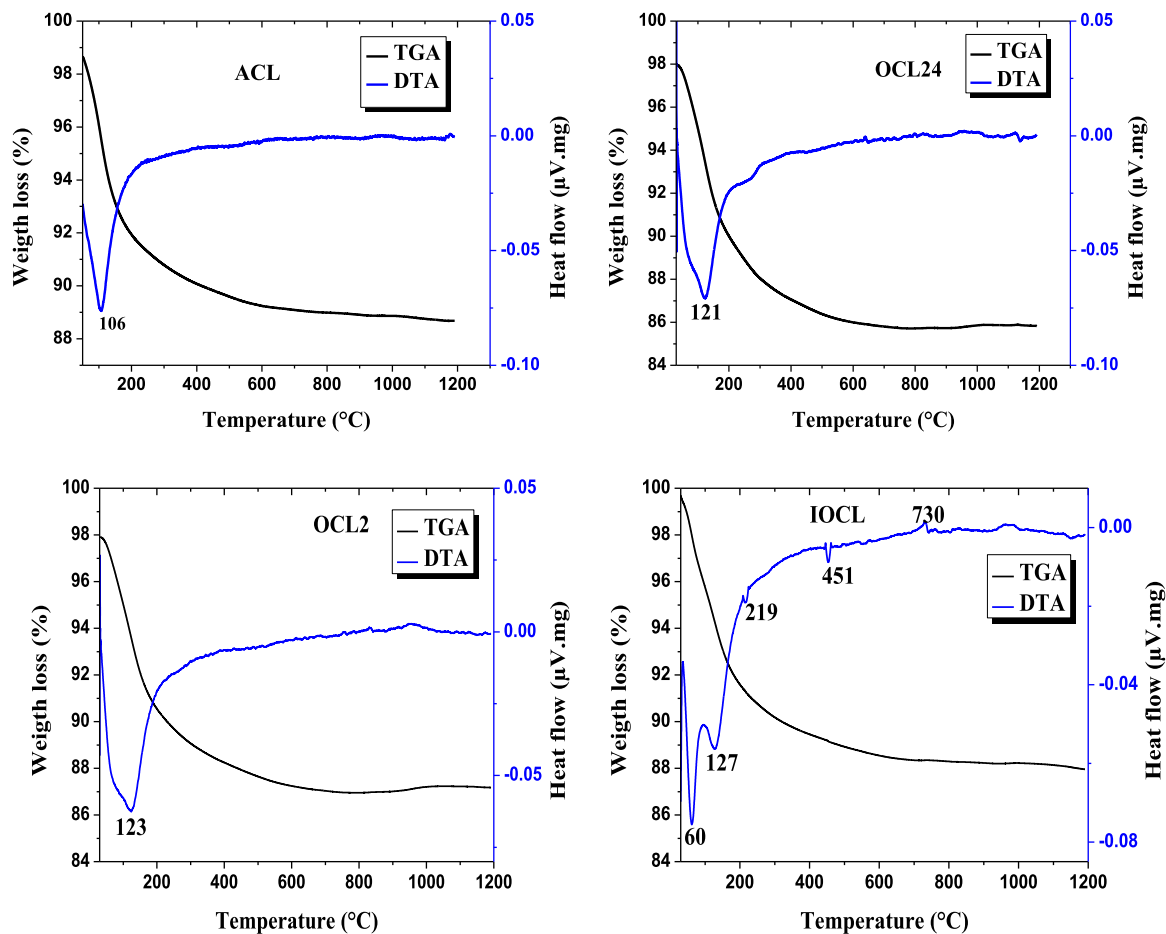 ACL
TGA
DTA
100
98
96
94
92
90
88
0.05
0.00
-0.05
-0.10
106
200 400 600 800 1000 1200
Weigth loss (%)
Heat flow (µV.mg)
Temperature (°C)
OCL24
TGA
DTA
100
98
96
94
92
90
88
86
84
0.05
0.00
-0.05
-0.10
121
200 400 600 800 1000 1200
Weigth loss (%)
Heat flow (µV.mg)
Temperature (°C)
OCL2
TGA
DTA
100
98
96
94
92
90
88
86
84
0.05
0.00
-0.05
123
200 400 600 800 1000 1200
Weigth loss (%)
Heat flow (µV.mg)
Temperature (°C)
IOCL
TGA
DTA
100
98
96
94
92
90
88
86
84
0.00
-0.04
-0.08
730
451
219
127
60
200 400 600 800 1000 1200
Weigth loss (%)
Heat flow (µV.mg)
Temperature (°C)